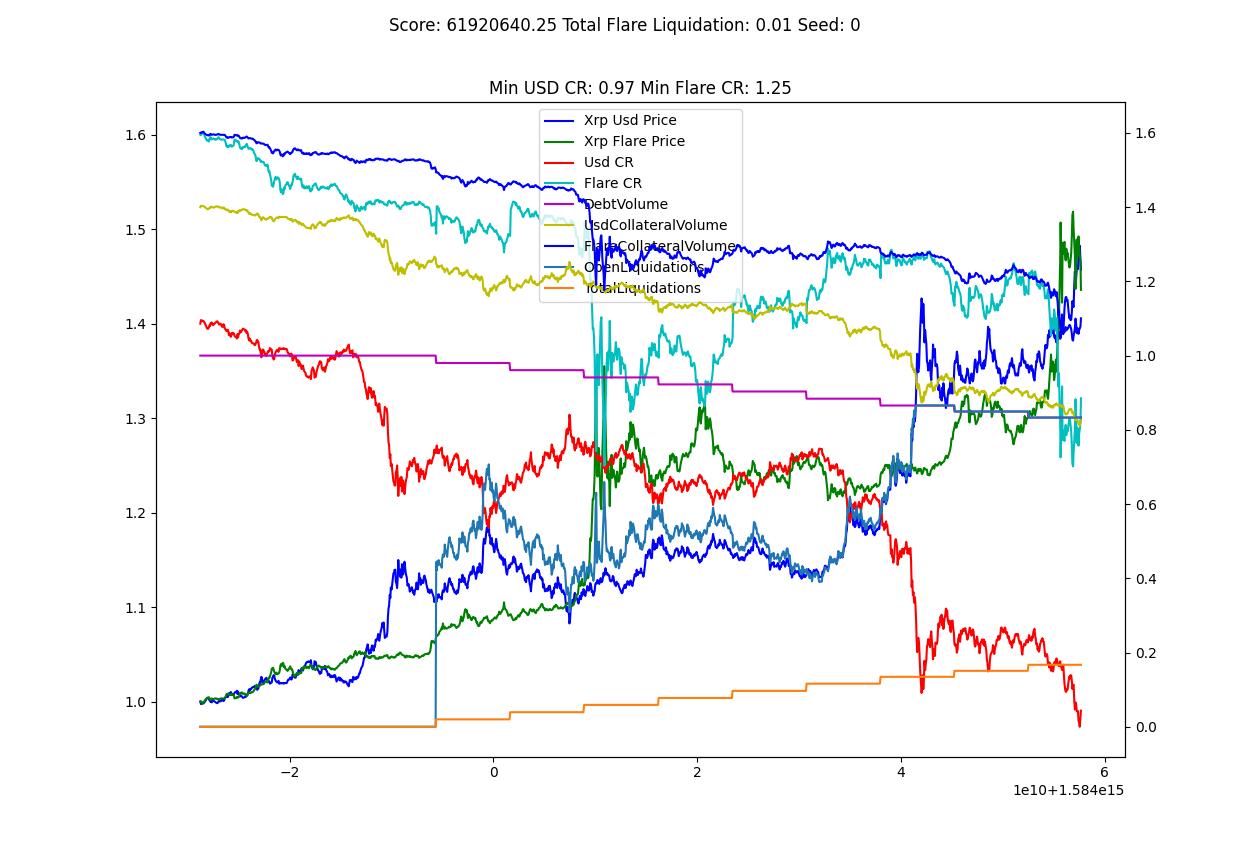 Score: 61920640.25 Total Flare Liquidation: 0.01 Seed: 0
Min USD CR: 0.97 Min Flare CR: 1.25
Xrp Usd Price
Xrp Flare Price
Usd CR
Flare CR
DebtVolume
UsdCollateralVolume
FlareCollateralVolume
OpenLiquidations
TotalLiquidations
1.6
1.5
1.4
1.3
1.2
1.1
1.0
1.6
1.4
1.2
1.0
0.8
0.6
0.4
0.2
0.0
−2
0
2
4
6
1e10+1.584e15